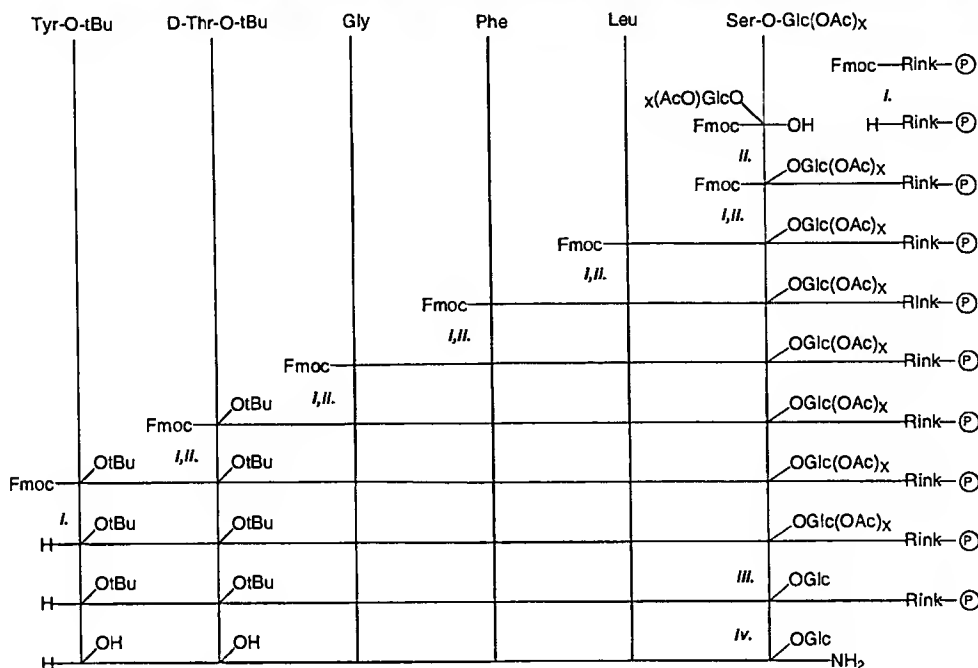 Tyr-O-tBu D-Thr-O-tBu Gly Phe Leu Ser-O-Glc(OAc)x
Fmoc Rink P
i.
x(AcO)GlcO
Fmoc OH H Rink P
ii.
OGlc(OAc)x
Fmoc Rink P
i,ii.
OGlc(OAc)x
Fmoc Rink P
i,ii.
OGlc(OAc)x
Fmoc Rink P
i,ii.
OGlc(OAc)x
Fmoc Rink P
i,ii.
OtBu OGlc(OAc)x
Fmoc Rink P
i,ii.
OtBu OtBu OGlc(OAc)x
Fmoc Rink P
i.
OtBu OtBu OGlc(OAc)x
H Rink P
iii.
OtBu OtBu OGlc
H Rink P
iv.
OH OH OGlc
H NH2